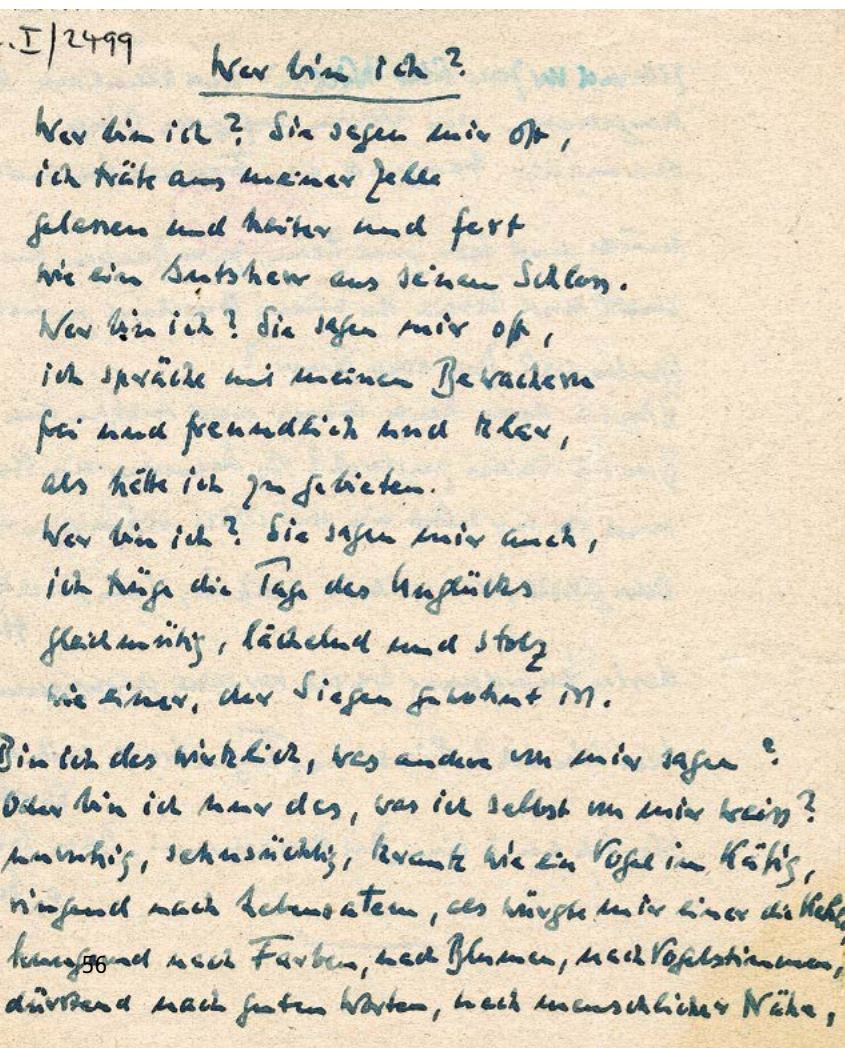 . I/2499
Wer bin ich?
Wer bin ich? Sie sagen mir oft,
ich träte aus meiner Zelle
gelassen und heiter und fest
wie ein Gutsherr aus seinem Schloss.
Wer bin ich? Sie sagen mir oft,
ich spräche mit meinen Bewachern
frei und freundlich und klar,
als hätte ich zu gebieten.
Wer bin ich? Sie sagen mir auch,
ich trüge die Tage des Unglücks
gleichmütig, lächelnd und stolz
wie einer, der Siegen gewohnt ist.
Bin ich das wirklich, was andere von mir sagen?
Oder bin ich nur das, was ich selbst von mir weiss?
unruhig, sehnsüchtig, krank wie ein Vogel im Käfig,
ringend nach Lebensatem, als würgte mir einer die Kehle,
hungernd nach Farben, nach Blumen, nach Vogelstimmen,
dürstend nach guten Worten, nach menschlicher Nähe,
56